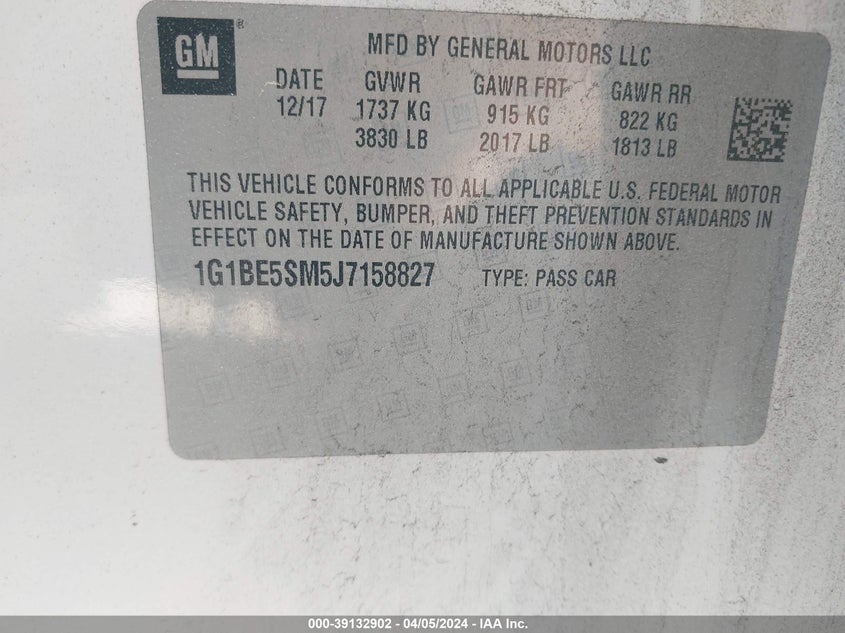 GM ®
MFD BY GENERAL MOTORS LLC
DATE GVWR GAWR FRT GAWR RR
12/17 1737 KG 915 KG 822 KG
3830 LB 2017 LB 1813 LB
THIS VEHICLE CONFORMS TO ALL APPLICABLE U.S. FEDERAL MOTOR
VEHICLE SAFETY, BUMPER, AND THEFT PREVENTION STANDARDS IN
EFFECT ON THE DATE OF MANUFACTURE SHOWN ABOVE.
1G1BE5SM5J7158827 TYPE: PASS CAR
000-39132902 - 04/05/2024 - IAA Inc.